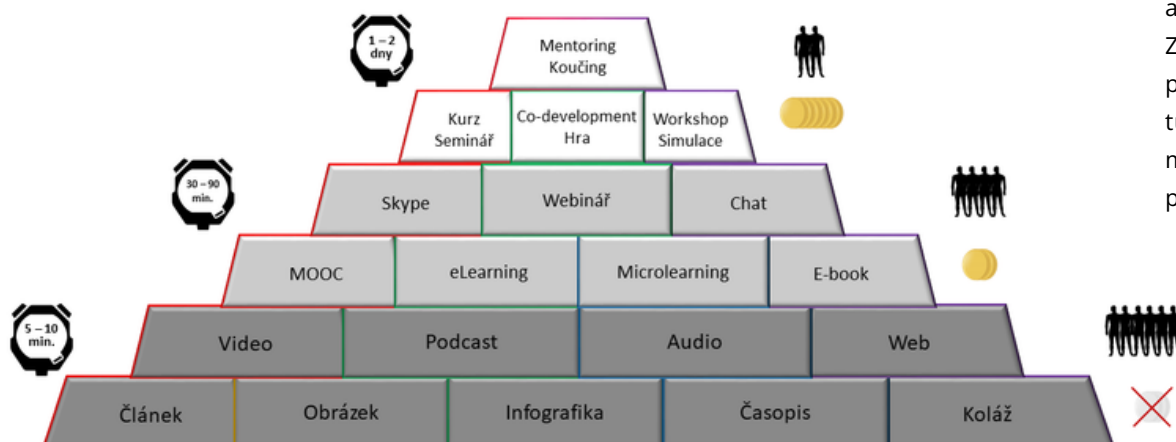 1 – 2
dny
Mentoring
Koučing
Kurz
Seminář
Co-development
Hra
Workshop
Simulace
30 – 90
min.
Skype
Webinář
Chat
MOOC
eLearning
Microlearning
E-book
5 – 10
min.
Video
Podcast
Audio
Web
Článek
Obrázek
Infografika
Časopis
Koláž